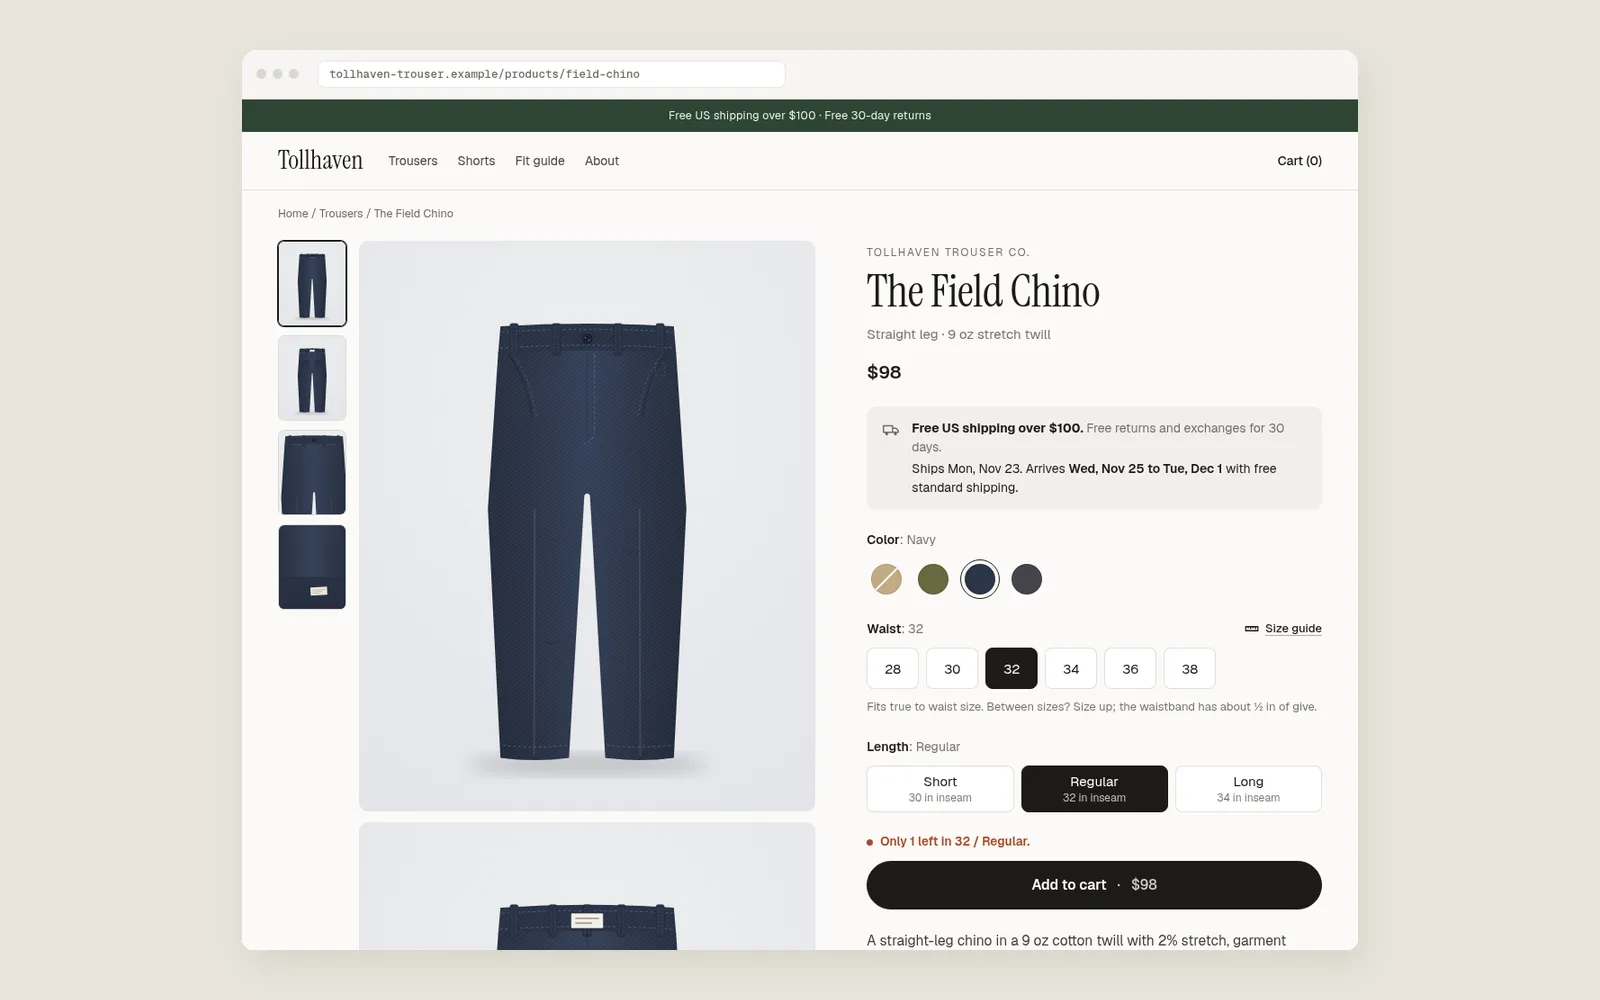 tollhaven-trouser.example/products/field-chino
Free US shipping over $100 · Free 30-day returns
Tollhaven
Trousers
Shorts
Fit guide
About
Cart (0)
Home / Trousers / The Field Chino
TOLLHAVEN TROUSER CO.
The Field Chino
Straight leg · 9 oz stretch twill
$98
Free US shipping over $100. Free returns and exchanges for 30
days.
Ships Mon, Nov 23. Arrives Wed, Nov 25 to Tue, Dec 1 with free
standard shipping.
Color: Navy
Waist: 32
Size guide
28
30
32
34
36
38
Fits true to waist size. Between sizes? Size up; the waistband has about ½ in of give.
Length: Regular
Short
30 in inseam
Regular
32 in inseam
Long
34 in inseam
Only 1 left in 32 / Regular.
Add to cart · $98
A straight-leg chino in a 9 oz cotton twill with 2% stretch, garment